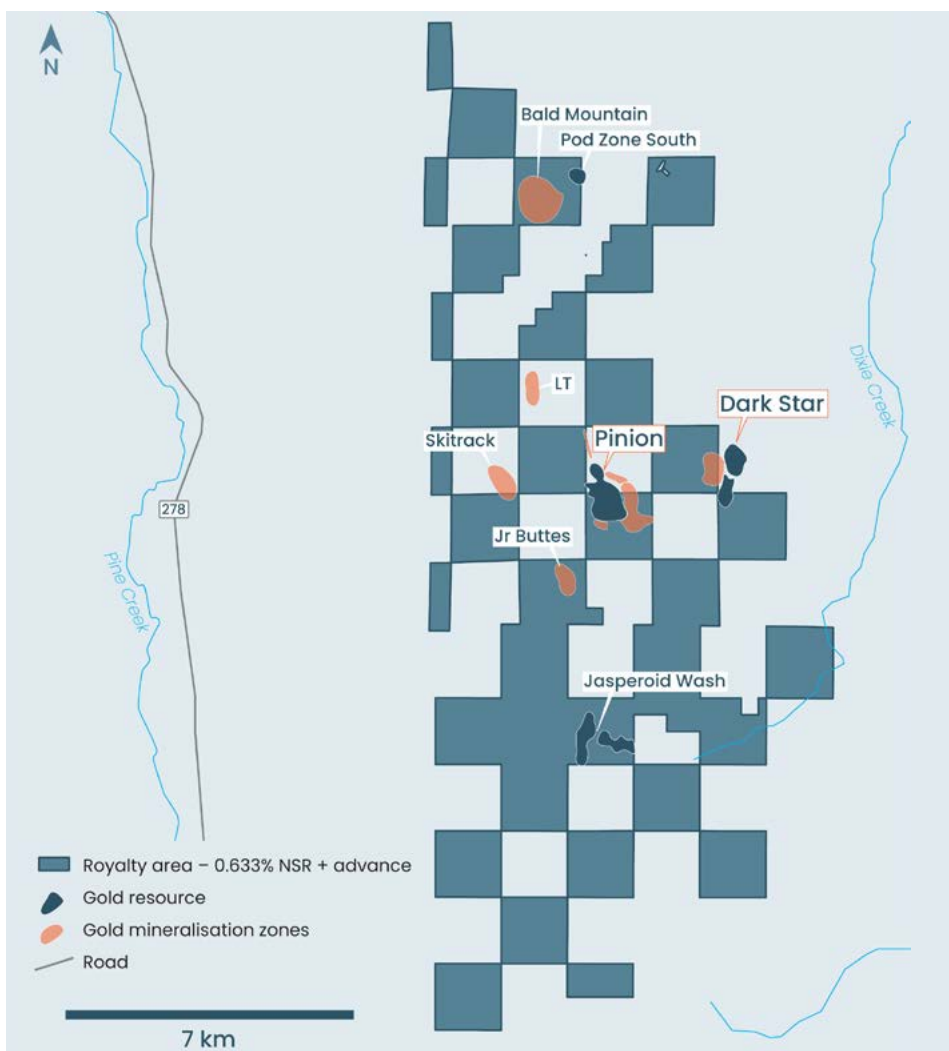 N
Bald Mountain
Pod Zone South
LT
Dark Star
Skitrack
Pinion
278
Jr Buttes
Pine Creek
Dixie Creek
Jasperoid Wash
Royalty area – 0.633% NSR + advance
Gold resource
Gold mineralisation zones
Road
7 km